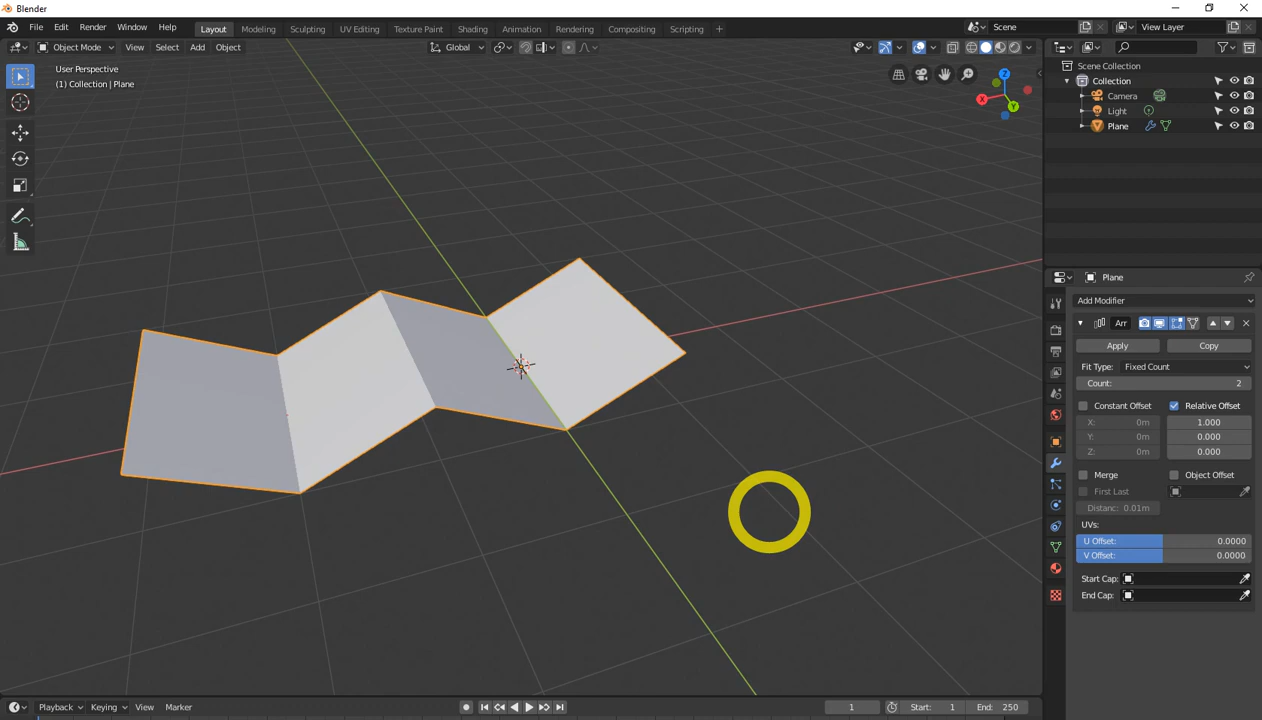 Blender
File Edit Render Window Help Layout Modeling Sculpting UV Editing Texture Paint Shading Animation Rendering Compositing Scripting + Scene View Layer
Object Mode View Select Add Object Global
User Perspective
(1) Collection | Plane
Z
X
Y
Scene Collection
Collection
Camera
Light
Plane
Plane
Add Modifier
Arr
Apply Copy
Fit Type: Fixed Count
Count: 2
Constant Offset Relative Offset
X: 0m 1.000
Y: 0m 0.000
Z: 0m 0.000
Merge Object Offset
First Last
Distanc: 0.01m
UVs:
U Offset: 0.0000
V Offset: 0.0000
Start Cap:
End Cap:
Playback Keying View Marker 1 Start: 1 End: 250